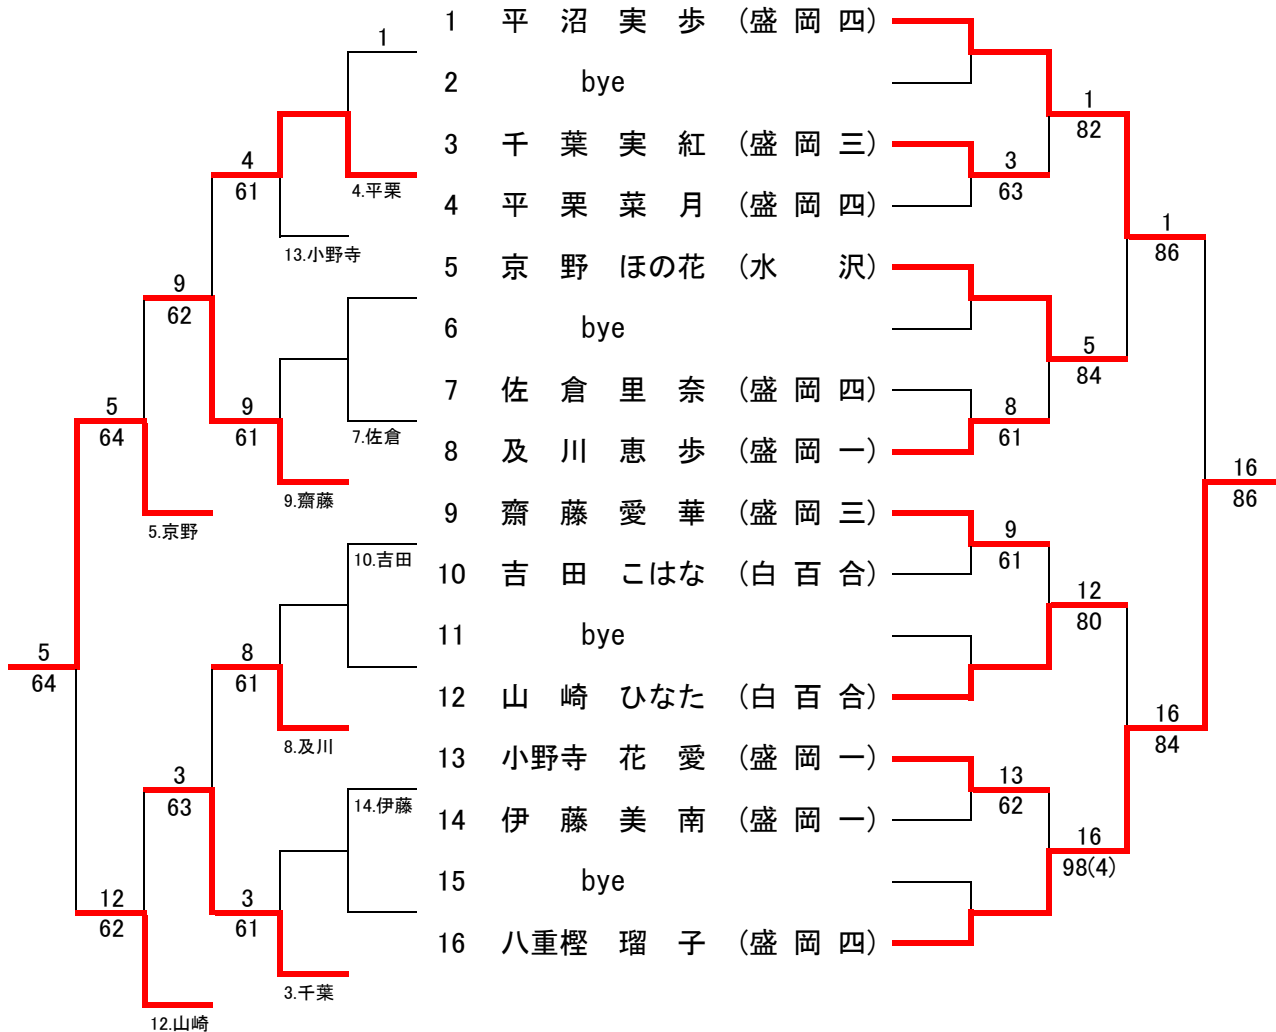 1 平 沼 実 歩 (盛 岡 四)
2 bye
3 千 葉 実 紅 (盛 岡 三)
4 平 栗 菜 月 (盛 岡 四)
5 京 野 ほの花 (水 沢)
6 bye
7 佐 倉 里 奈 (盛 岡 四)
8 及 川 恵 歩 (盛 岡 一)
9 齋 藤 愛 華 (盛 岡 三)
10 吉 田 こはな (白 百 合)
11 bye
12 山 崎 ひなた (白 百 合)
13 小野寺 花 愛 (盛 岡 一)
14 伊 藤 美 南 (盛 岡 一)
15 bye
16 八重樫 瑠 子 (盛 岡 四)
1
4
61
4.平栗
13.小野寺
9
62
5
64
9
61
7.佐倉
9.齋藤
5.京野
10.吉田
5
64
8
61
8.及川
3
63
14.伊藤
12
62
3
61
3.千葉
12.山崎
1
82
3
63
1
86
5
84
8
61
16
86
9
61
12
80
16
84
13
62
16
98(4)